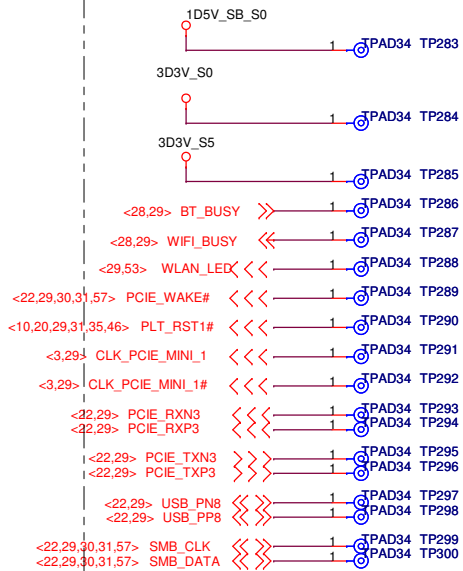 1D5V_SB_S0
1 TPAD34 TP283
3D3V_S0
1 TPAD34 TP284
3D3V_S5
1 TPAD34 TP285
<28,29> BT_BUSY 1 TPAD34 TP286
<28,29> WIFI_BUSY 1 TPAD34 TP287
<29,53> WLAN_LED 1 TPAD34 TP288
<22,29,30,31,57> PCIE_WAKE# 1 TPAD34 TP289
<10,20,29,31,35,46> PLT_RST1# 1 TPAD34 TP290
<3,29> CLK_PCIE_MINI_1 1 TPAD34 TP291
<3,29> CLK_PCIE_MINI_1# 1 TPAD34 TP292
<22,29> PCIE_RXN3 1 TPAD34 TP293
<22,29> PCIE_RXP3 1 TPAD34 TP294
<22,29> PCIE_TXN3 1 TPAD34 TP295
<22,29> PCIE_TXP3 1 TPAD34 TP296
<22,29> USB_PN8 1 TPAD34 TP297
<22,29> USB_PP8 1 TPAD34 TP298
<22,29,30,31,57> SMB_CLK 1 TPAD34 TP299
<22,29,30,31,57> SMB_DATA 1 TPAD34 TP300